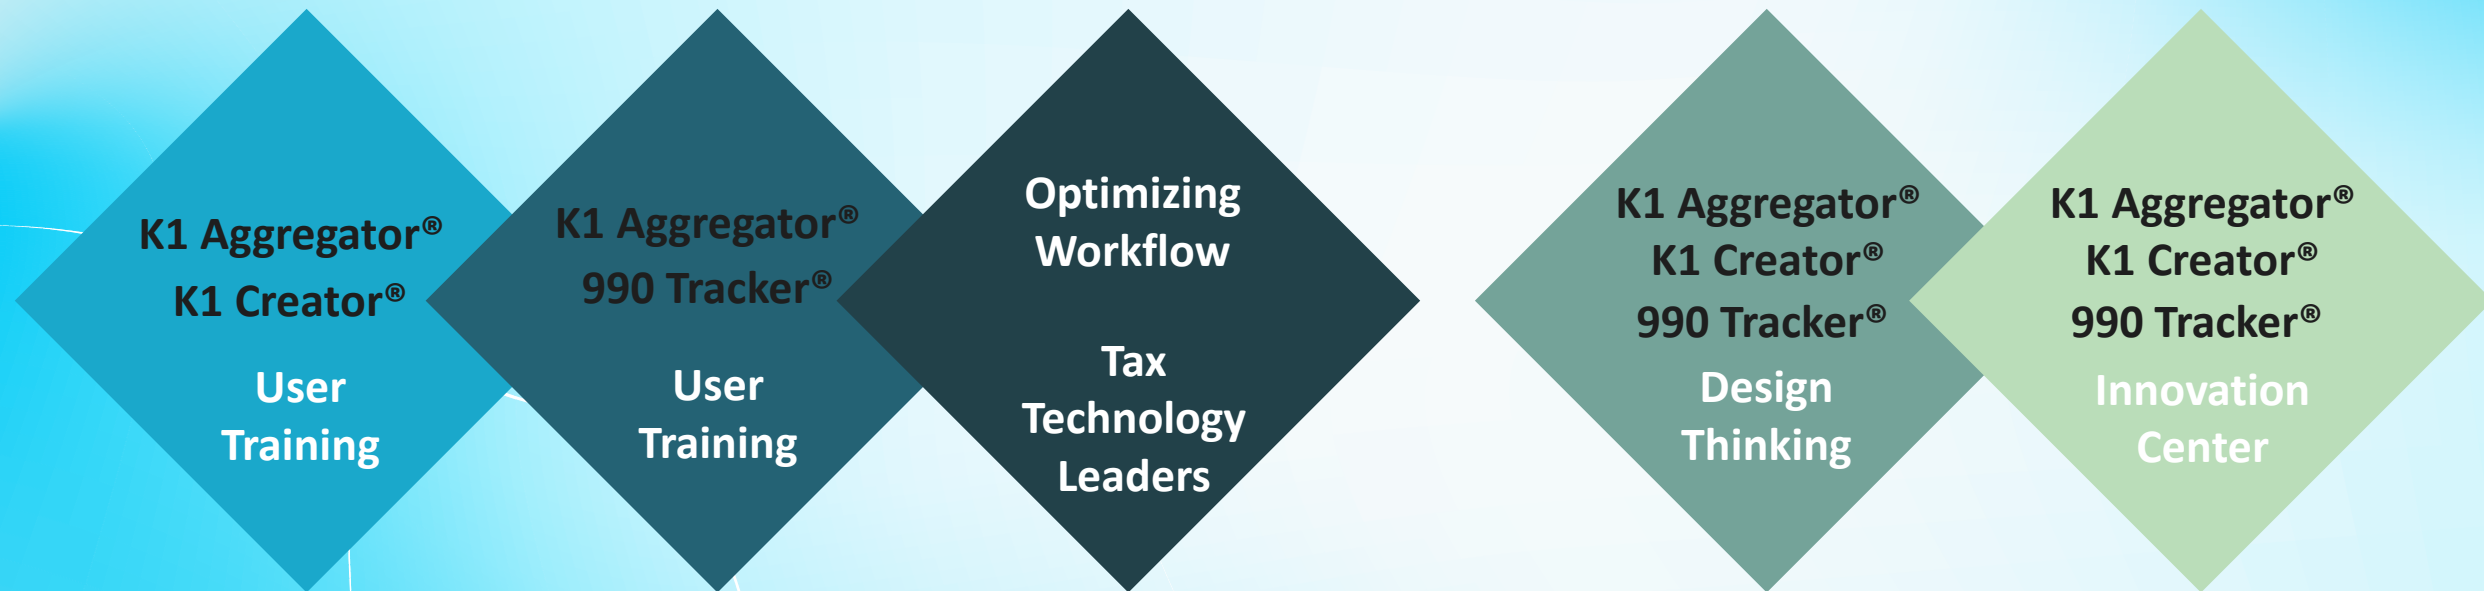 K1 Aggregator®
K1 Creator®
User
Training
K1 Aggregator®
990 Tracker®
User
Training
Optimizing
Workflow
Tax
Technology
Leaders
K1 Aggregator®
K1 Creator®
990 Tracker®
Design
Thinking
K1 Aggregator®
K1 Creator®
990 Tracker®
Innovation
Center